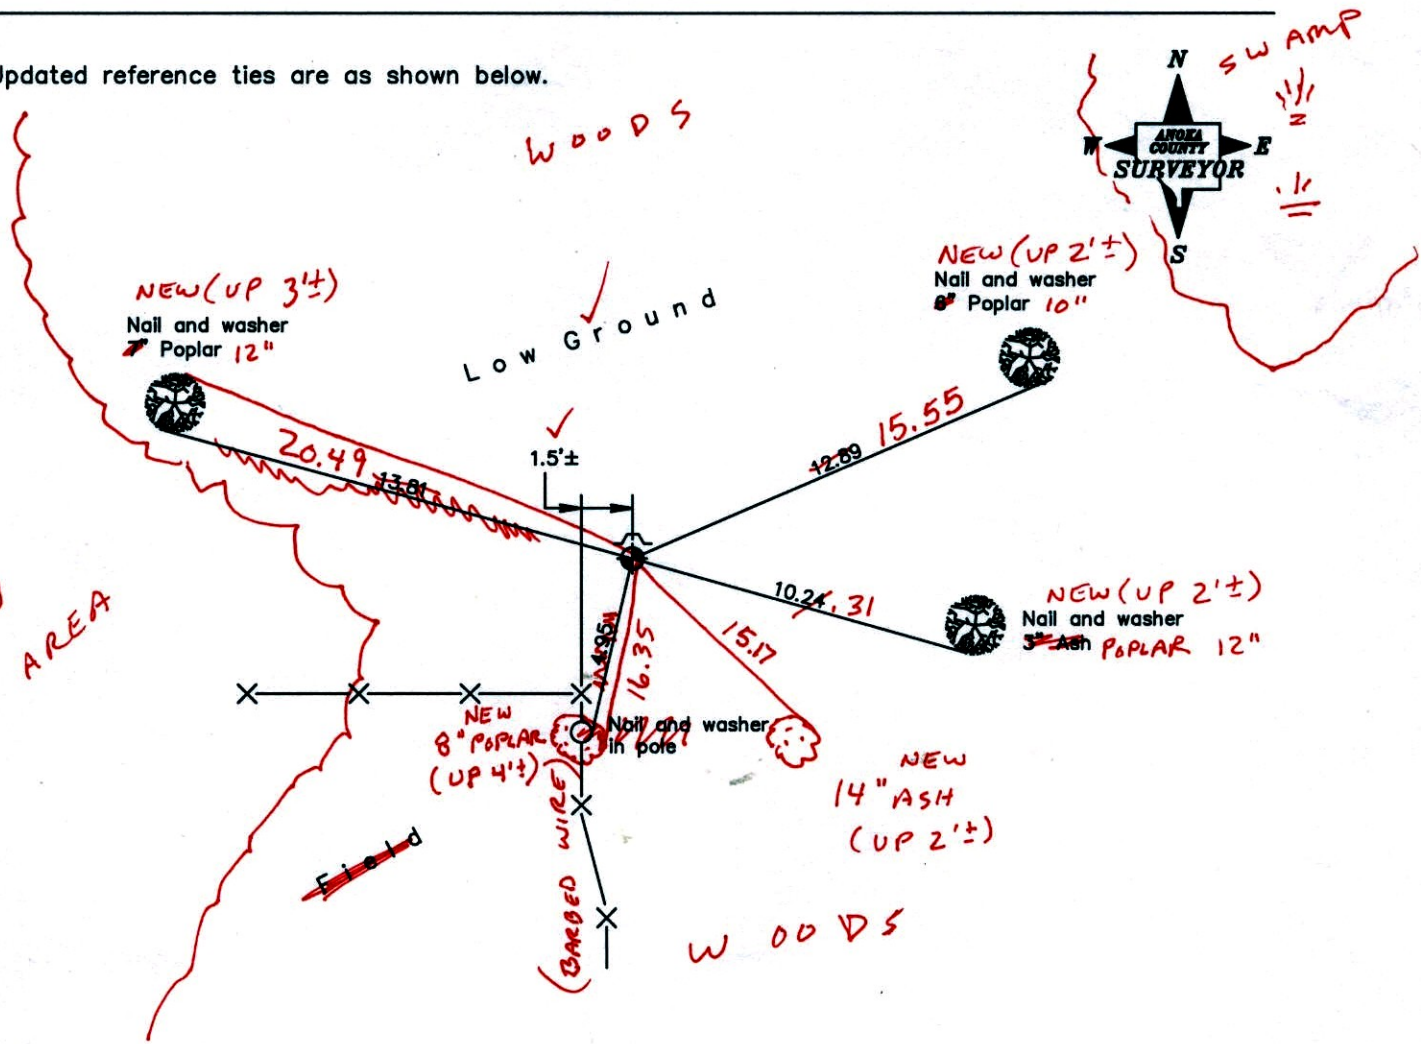 Updated reference ties are as shown below.
SWAMP
N
W
ANOKA
COUNTY
SURVEYOR
E
S
WOODS
NEW (UP 3'±)
Nail and washer
7" Poplar 12"
NEW (UP 2'±)
Nail and washer
8" Poplar 10"
Low Ground
1.5'±
20.49
13.81
12.89
15.55
10.24
.31
NEW (UP 2'±)
Nail and washer
3" Ash POPLAR 12"
4.95
16.35
15.17
AREA
NEW
8" POPLAR
(UP 4'±)
Nail and washer
in pole
NEW
14" ASH
(UP 2'±)
(BARBED WIRE)
Field
WOODS